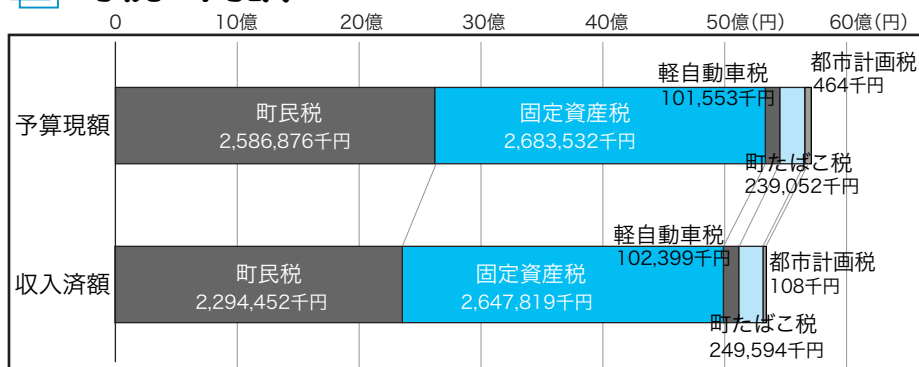 0 10億 20億 30億 40億 50億(円) 60億(円)
予算現額
町民税
2,586,876千円
固定資産税
2,683,532千円
軽自動車税
101,553千円
都市計画税
464千円
町たばこ税
239,052千円
収入済額
町民税
2,294,452千円
固定資産税
2,647,819千円
軽自動車税
102,399千円
都市計画税
108千円
町たばこ税
249,594千円